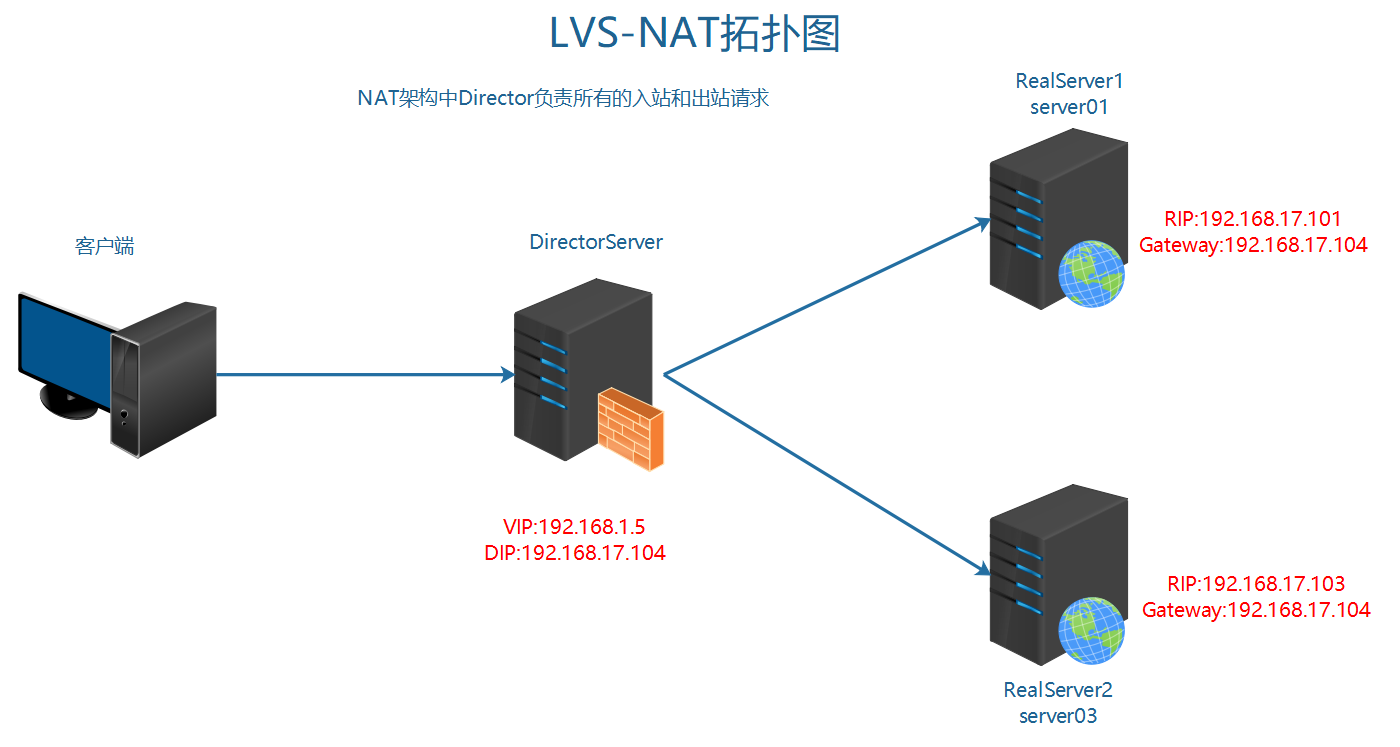 LVS-NAT拓扑图
NAT架构中Director负责所有的入站和出站请求
RealServer1
server01
RIP:192.168.17.101
Gateway:192.168.17.104
客户端
DirectorServer
VIP:192.168.1.5
DIP:192.168.17.104
RIP:192.168.17.103
Gateway:192.168.17.104
RealServer2
server03